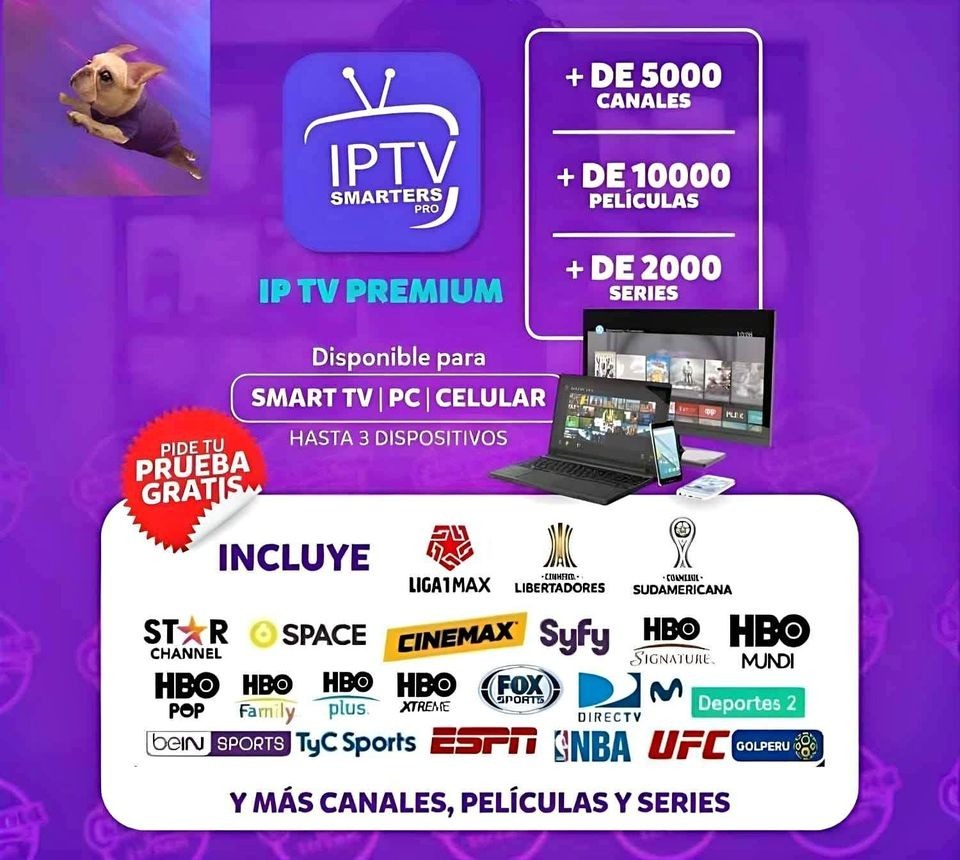 + DE 5000
CANALES
+ DE 10000
PELÍCULAS
+ DE 2000
SERIES
IPTV
SMARTERS
PRO
IP TV PREMIUM
Disponible para
SMART TV | PC | CELULAR
HASTA 3 DISPOSITIVOS
PIDE TU
PRUEBA
GRATIS
INCLUYE
LIGA1MAX
CONMEBOL
LIBERTADORES
CONMEBOL
SUDAMERICANA
STAR
CHANNEL
SPACE
CINEMAX
Syfy
HBO
SIGNATURE
HBO
MUNDI
HBO
POP
HBO
Family
HBO
plus
HBO
XTREME
FOX
SPORTS
DIRECTV
Deportes 2
beIN SPORTS
TyC Sports
ESPN
NBA
UFC
GOLPERU
Y MÁS CANALES, PELÍCULAS Y SERIES